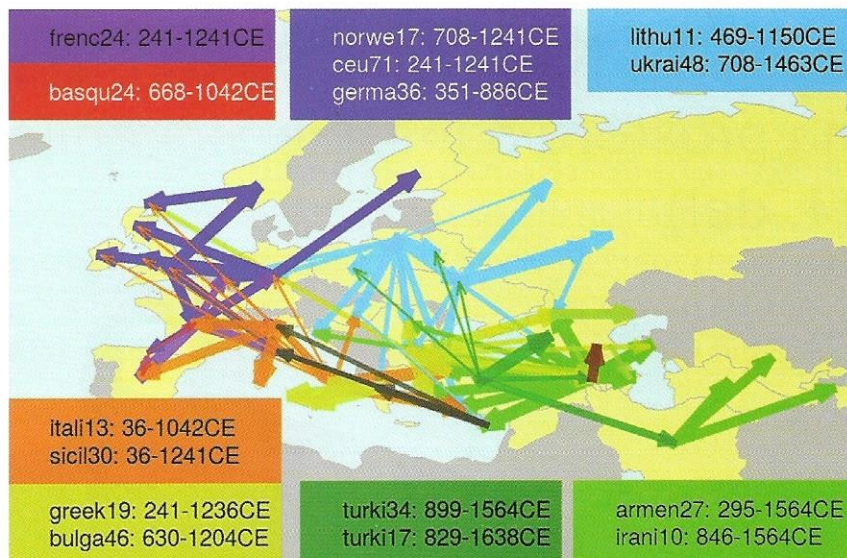 frenc24: 241-1241CE
basqu24: 668-1042CE
norwe17: 708-1241CE
ceu71: 241-1241CE
germa36: 351-886CE
lithu11: 469-1150CE
ukrai48: 708-1463CE
itali13: 36-1042CE
sicil30: 36-1241CE
greek19: 241-1236CE
bulga46: 630-1204CE
turki34: 899-1564CE
turki17: 829-1638CE
armen27: 295-1564CE
irani10: 846-1564CE